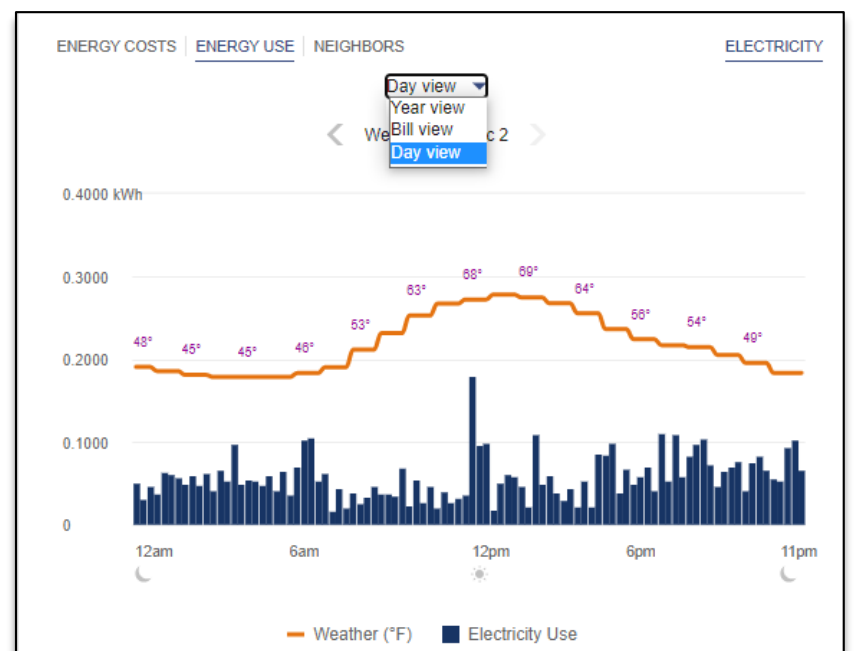 ENERGY COSTS ENERGY USE NEIGHBORS ELECTRICITY
Day view
Year view
Bill view
Day view
We c 2
0.4000 kWh
0.3000
0.2000
0.1000
0
48° 45° 45° 46° 53° 63° 68° 69° 64° 56° 54° 49°
12am 6am 12pm 6pm 11pm
Weather (°F) Electricity Use